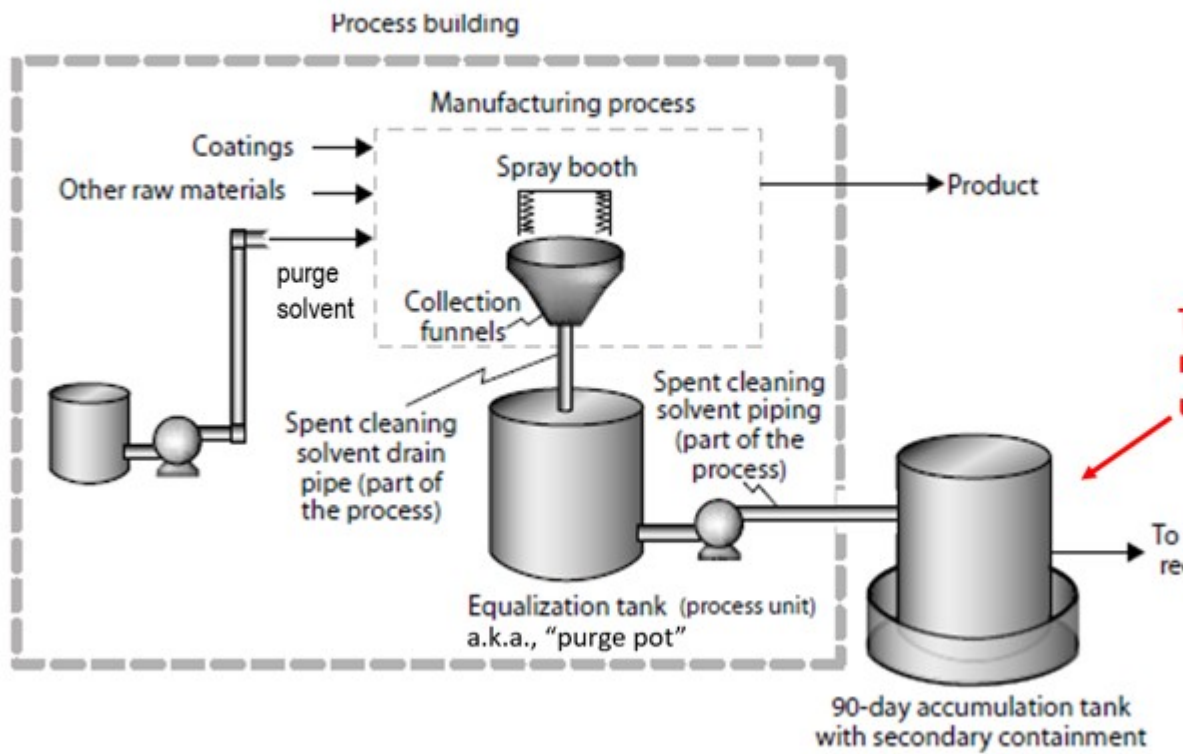 Process building
Manufacturing process
Coatings
Other raw materials
Spray booth
Product
purge
solvent
Collection
funnels
Spent cleaning
solvent drain
pipe (part of
the process)
Spent cleaning
solvent piping
(part of the
process)
To
Equalization tank (process unit)
a.k.a., “purge pot”
90-day accumulation tank
with secondary containment